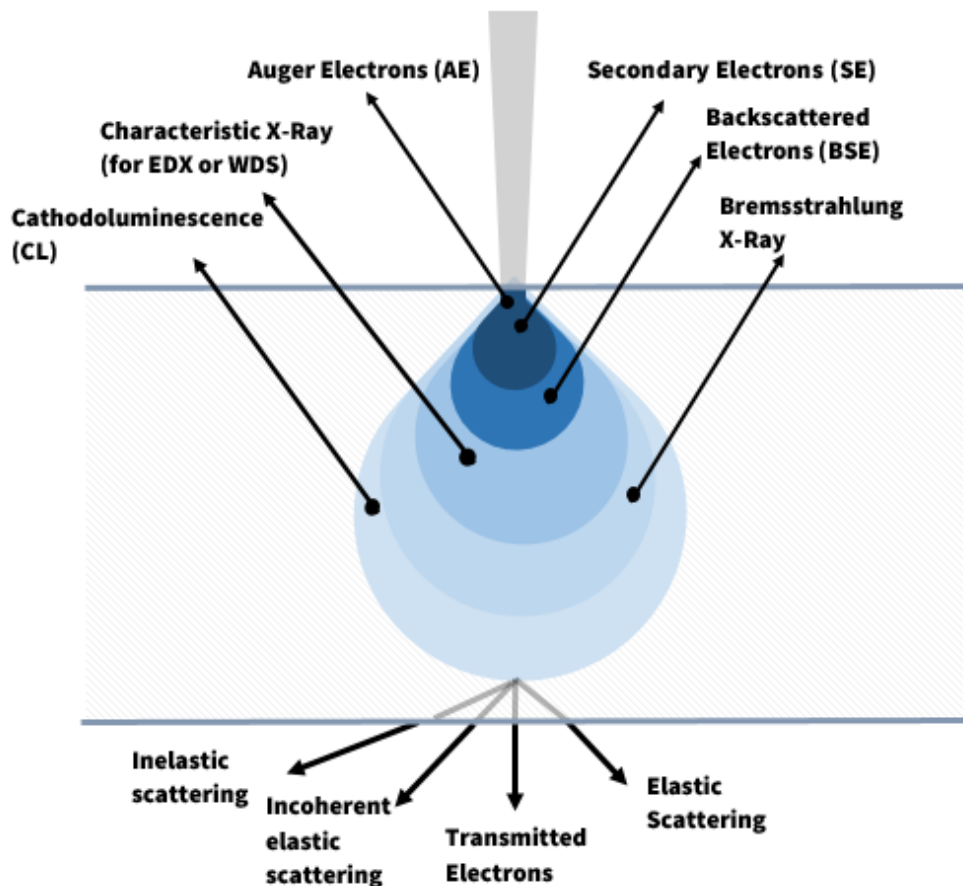 Auger Electrons (AE)
Secondary Electrons (SE)
Characteristic X-Ray
(for EDX or WDS)
Backscattered
Electrons (BSE)
Cathodoluminescence
(CL)
Bremsstrahlung
X-Ray
Inelastic
scattering
Incoherent
elastic
scattering
Transmitted
Electrons
Elastic
Scattering